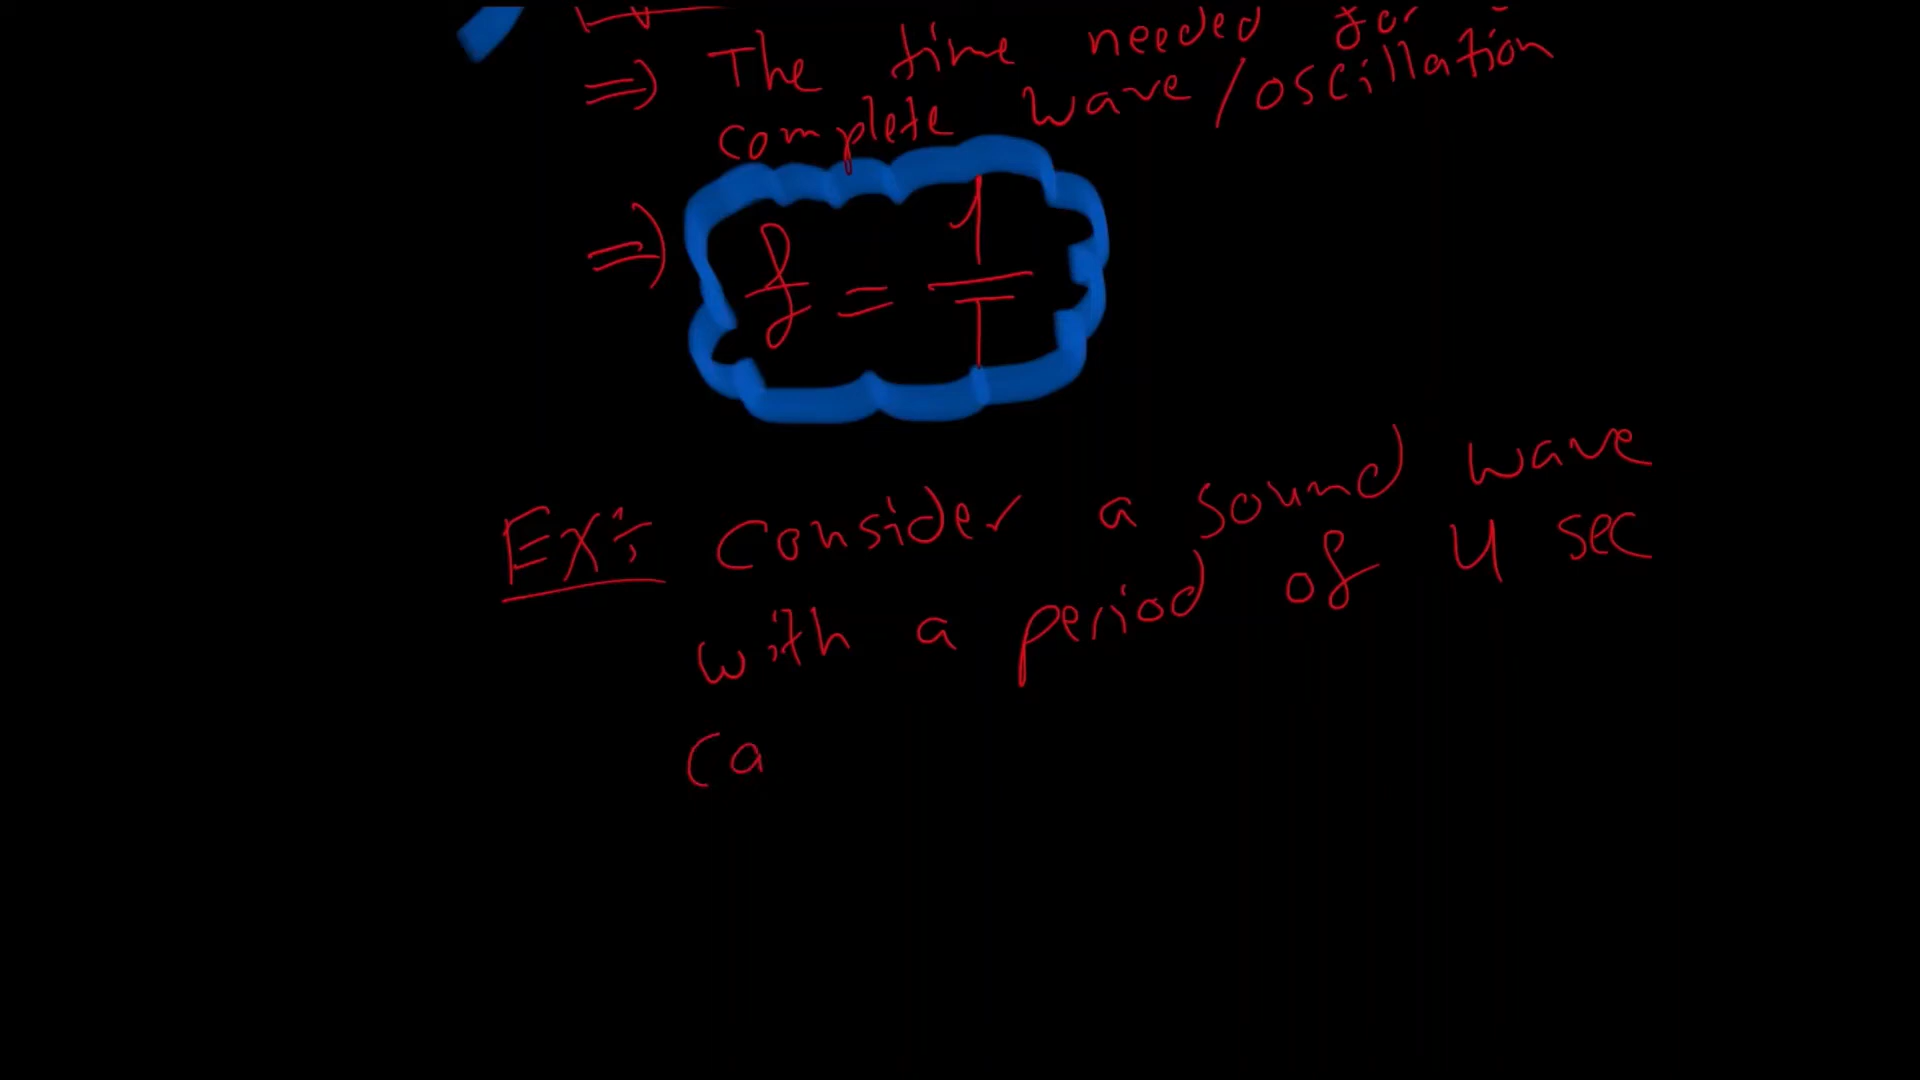 => The time needed for
complete wave/oscillation
=> f = 1/T
Ex: Consider a sound wave
with a period of 4 sec
Ca